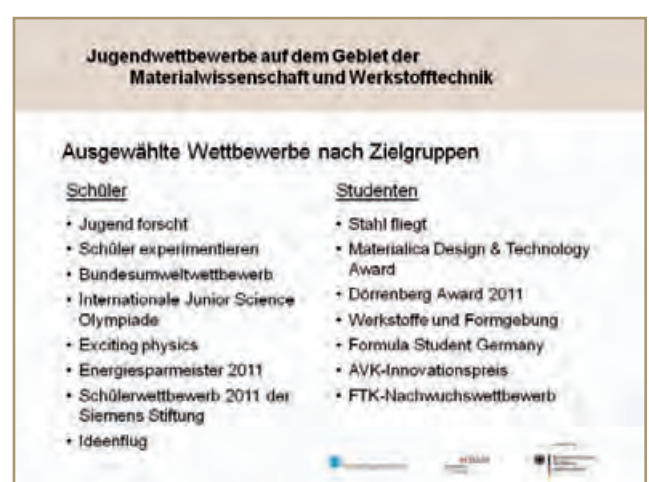 Jugendwettbewerbe auf dem Gebiet der
Materialwissenschaft und Werkstofftechnik
Ausgewählte Wettbewerbe nach Zielgruppen
Schüler
• Jugend forscht
• Schüler experimentieren
• Bundesumweltwettbewerb
• Internationale Junior Science
Olympiade
• Exciting physics
• Energiesparmeister 2011
• Schülerwettbewerb 2011 der
Siemens Stiftung
• Ideenflug
Studenten
• Stahl fliegt
• Materialica Design & Technology
Award
• Dörrenberg Award 2011
• Werkstoffe und Formgebung
• Formula Student Germany
• AVK-Innovationspreis
• FTK-Nachwuchswettbewerb